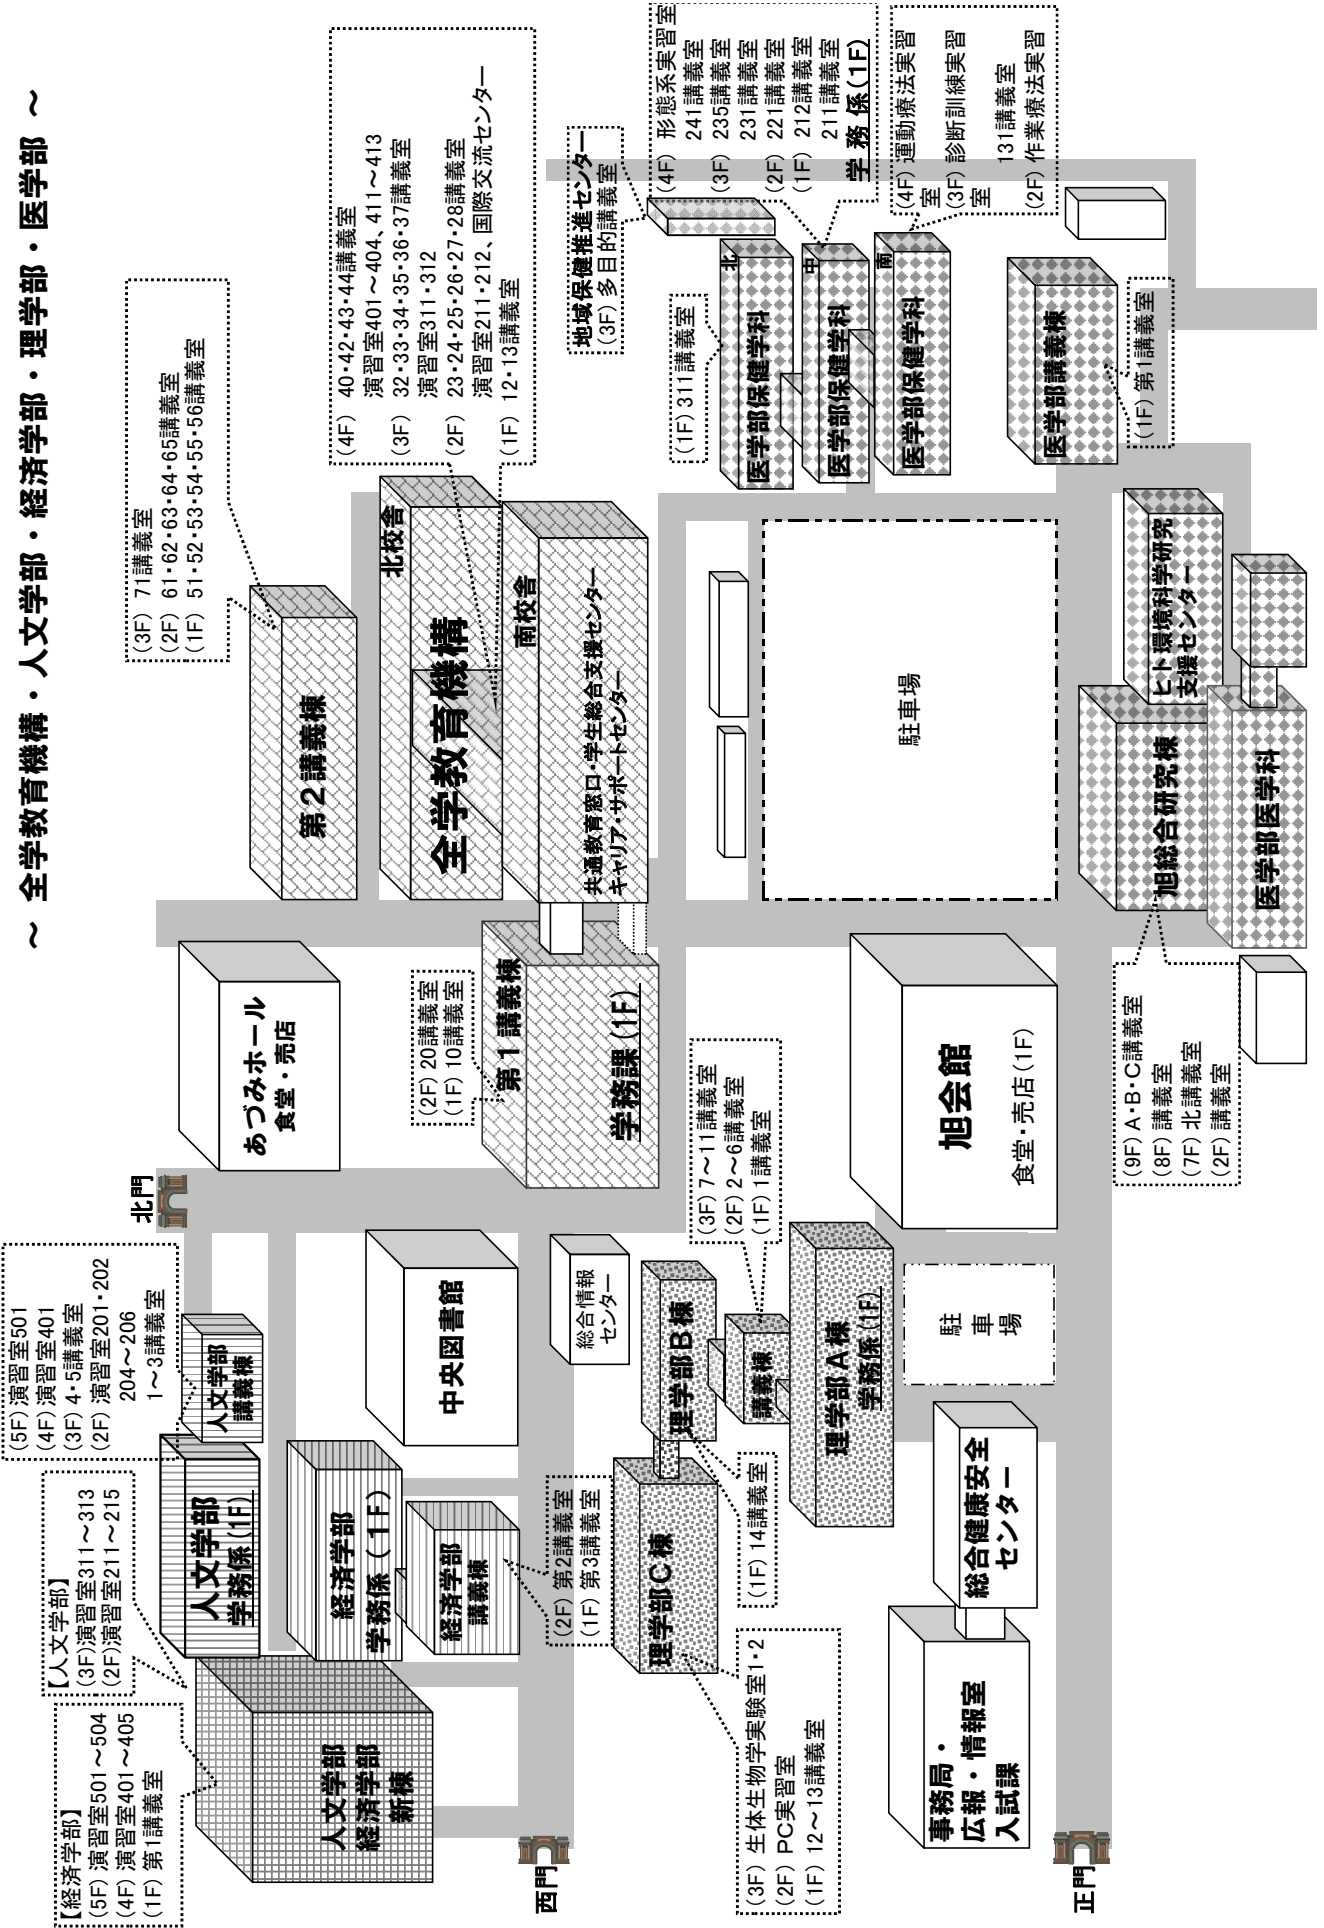 ～ 全学教育機構・人文学部・経済学部・理学部・医学部 ～
【経済学部】
(5F) 演習室501～504
(4F) 演習室401～405
(1F) 第1講義室
【人文学部】
(3F)演習室311～313
(2F)演習室211～215
(5F) 演習室501
(4F) 演習室401
(3F) 4・5講義室
(2F) 演習室201・202
204～206
1～3講義室
北門
人文学部
経済学部
新棟
人文学部
学務係(1F)
人文学部
講義棟
経済学部
学務係(1F)
経済学部
講義棟
(2F) 第2講義室
(1F) 第3講義室
西門
中央図書館
総合情報
センター
あづみホール
食堂・売店
(3F) 71講義室
(2F) 61・62・63・64・65講義室
(1F) 51・52・53・54・55・56講義室
第2講義棟
北校舎
全学教育機構
南校舎
共通教育窓口・学生総合支援センター
キャリア・サポートセンター
(4F) 40・42・43・44講義室
演習室401～404、411～413
(3F) 32・33・34・35・36・37講義室
演習室311・312
(2F) 23・24・25・26・27・28講義室
演習室211・212、国際交流センター
(1F) 12・13講義室
(2F) 20講義室
(1F) 10講義室
第1講義棟
学務課(1F)
理学部C棟
(3F) 生体生物学実験室1・2
(2F) PC実習室
(1F) 12～13講義室
理学部B棟
(1F) 14講義室
講義棟
(3F) 7～11講義室
(2F) 2～6講義室
(1F) 1講義室
理学部A棟
学務係(1F)
駐
車
場
旭会館
食堂・売店(1F)
総合健康安全
センター
事務局・
広報・情報室
入試課
正門
駐車場
地域保健推進センター
(3F) 多目的講義室
(1F) 311講義室
北
医学部保健学科
中
医学部保健学科
南
医学部保健学科
(4F) 形態系実習室
241講義室
(3F) 235講義室
231講義室
(2F) 221講義室
(1F) 212講義室
211講義室
学務係(1F)
(4F) 運動療法実習
室
(3F) 診断訓練実習
室
131講義室
(2F) 作業療法実習
医学部講義棟
(1F) 第1講義室
ヒト環境科学研究
支援センター
旭総合研究棟
医学部医学科
(9F) A・B・C講義室
(8F) 講義室
(7F) 北講義室
(2F) 講義室